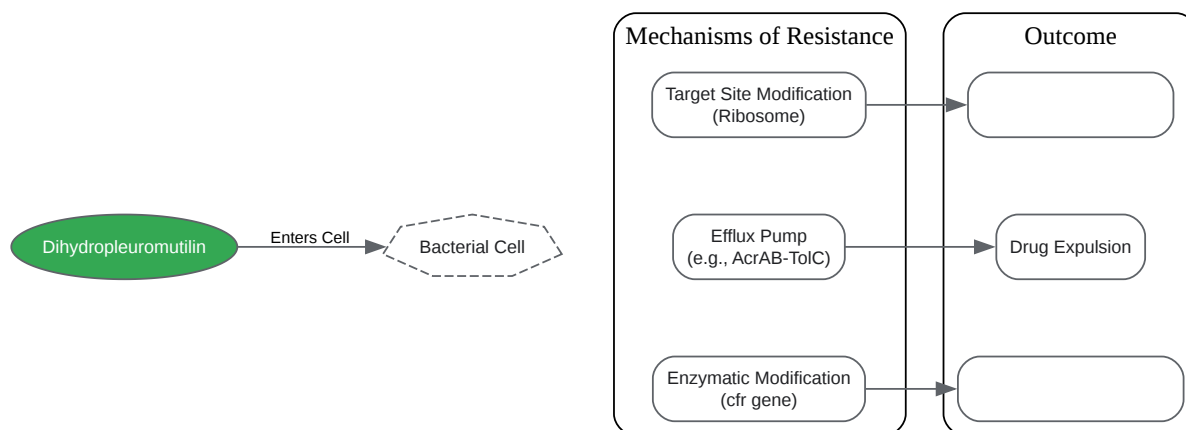 Mechanisms of Resistance
Outcome
Target Site Modification
(Ribosome)
Dihydropleuromutilin
Enters Cell
Bacterial Cell
Efflux Pump
(e.g., AcrAB-TolC)
Drug Expulsion
Enzymatic Modification
(cfr gene)